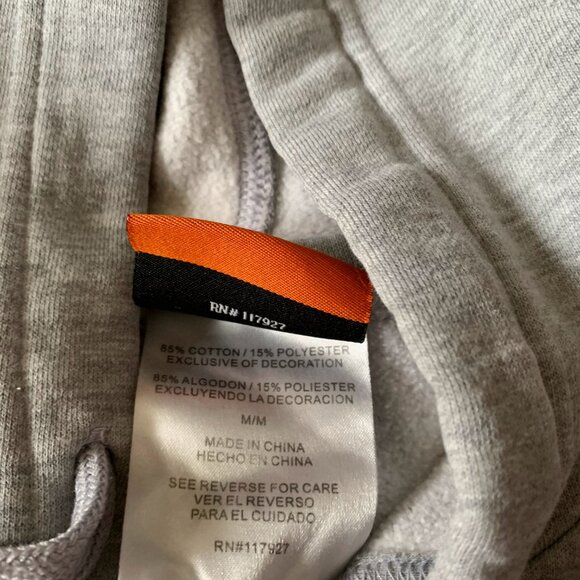 RN# 117927
85% COTTON / 15% POLYESTER
EXCLUSIVE OF DECORATION
85% ALGODON / 15% POLIESTER
EXCLUYENDO LA DECORACION
M/M
MADE IN CHINA
HECHO EN CHINA
SEE REVERSE FOR CARE
VER EL REVERSO
PARA EL CUIDADO
RN#117927